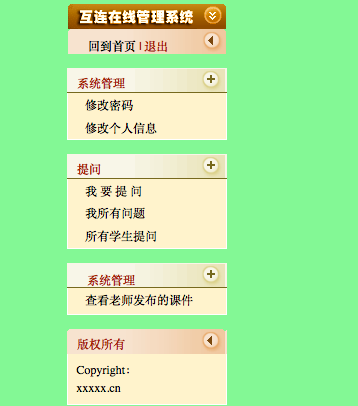 互连在线管理系统
回到首页 | 退出
系统管理
修改密码
修改个人信息
提问
我 要 提 问
我所有问题
所有学生提问
系统管理
查看老师发布的课件
版权所有
Copyright：
xxxxx.cn